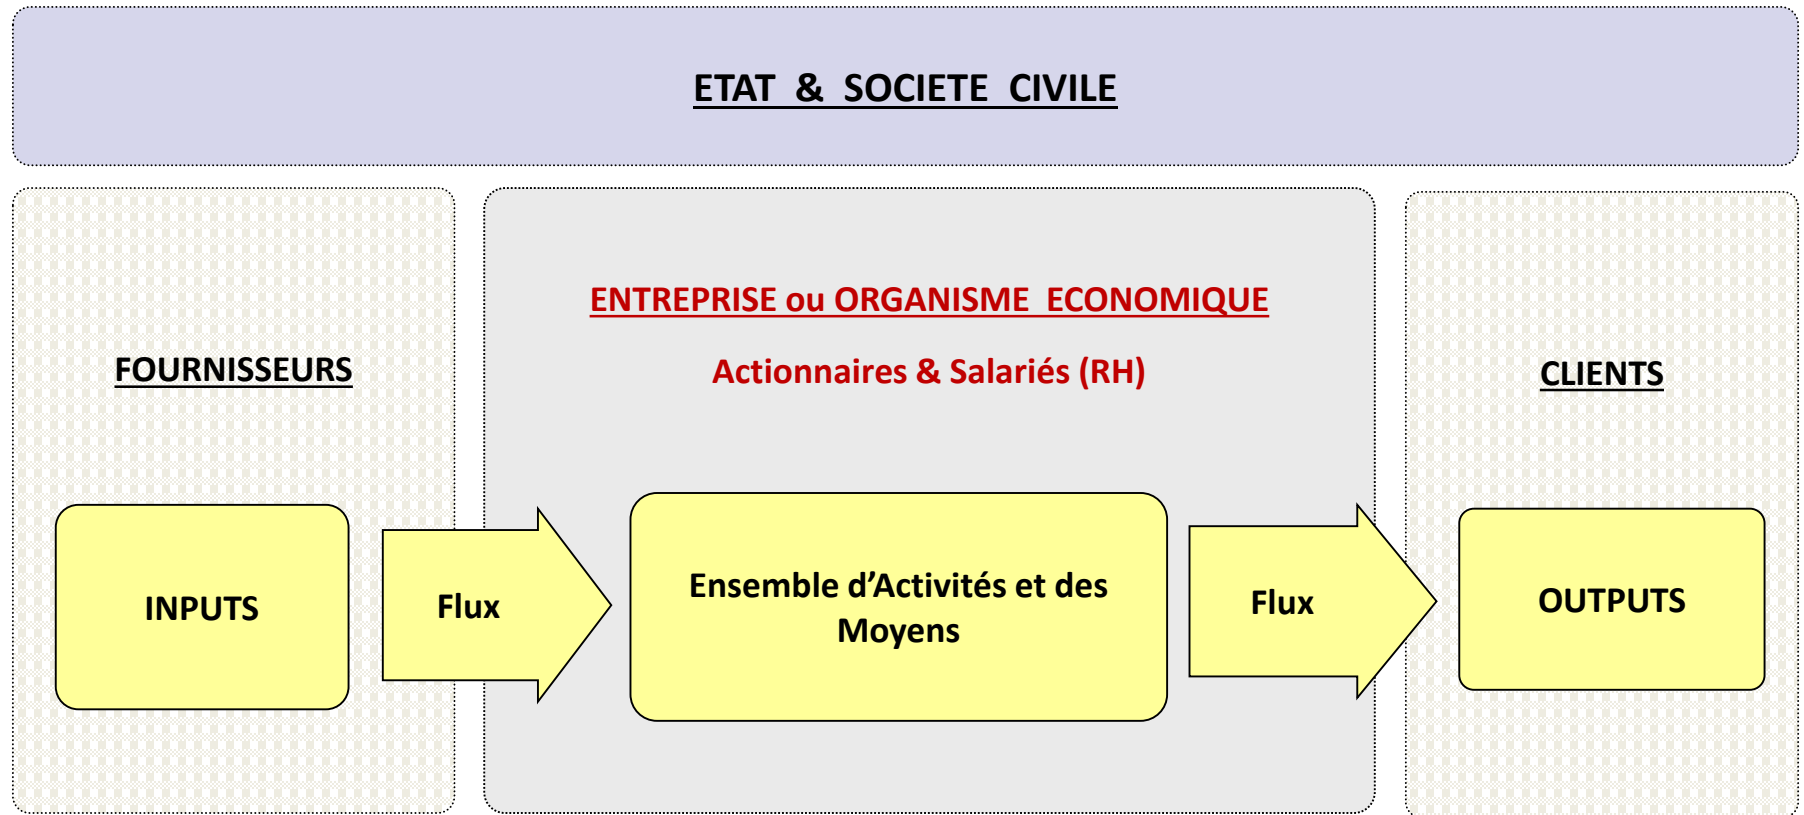 ETAT & SOCIETE CIVILE
FOURNISSEURS
INPUTS
Flux
ENTREPRISE ou ORGANISME ECONOMIQUE
Actionnaires & Salariés (RH)
Ensemble d’Activités et des
Moyens
Flux
CLIENTS
OUTPUTS